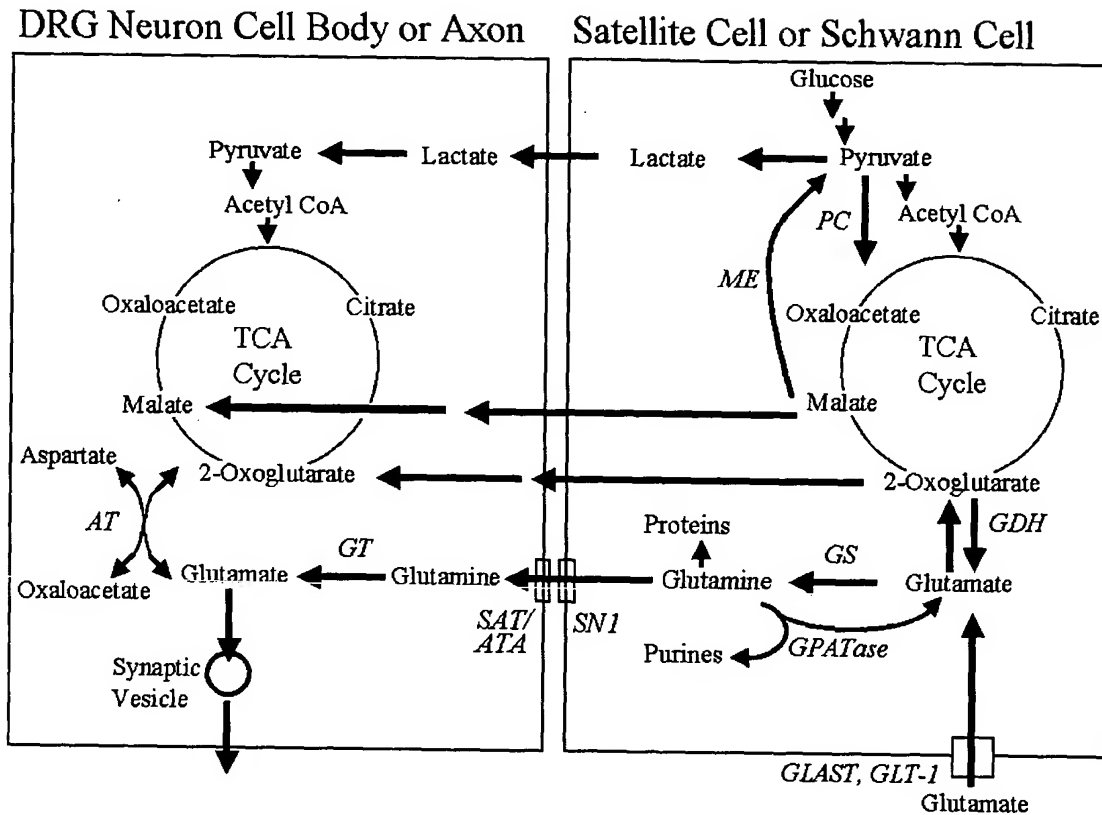 DRG Neuron Cell Body or Axon
Satellite Cell or Schwann Cell
Pyruvate
Lactate
Acetyl CoA
Oxaloacetate
Citrate
TCA
Cycle
Malate
2-Oxoglutarate
Aspartate
AT
Oxaloacetate
Glutamate
GT
Glutamine
SAT/
ATA
Synaptic
Vesicle
Glucose
Lactate
Pyruvate
PC
Acetyl CoA
ME
Oxaloacetate
Citrate
TCA
Cycle
Malate
2-Oxoglutarate
GDH
Proteins
Glutamine
GS
Glutamate
SN1
Purines
GPATase
GLAST, GLT-1
Glutamate